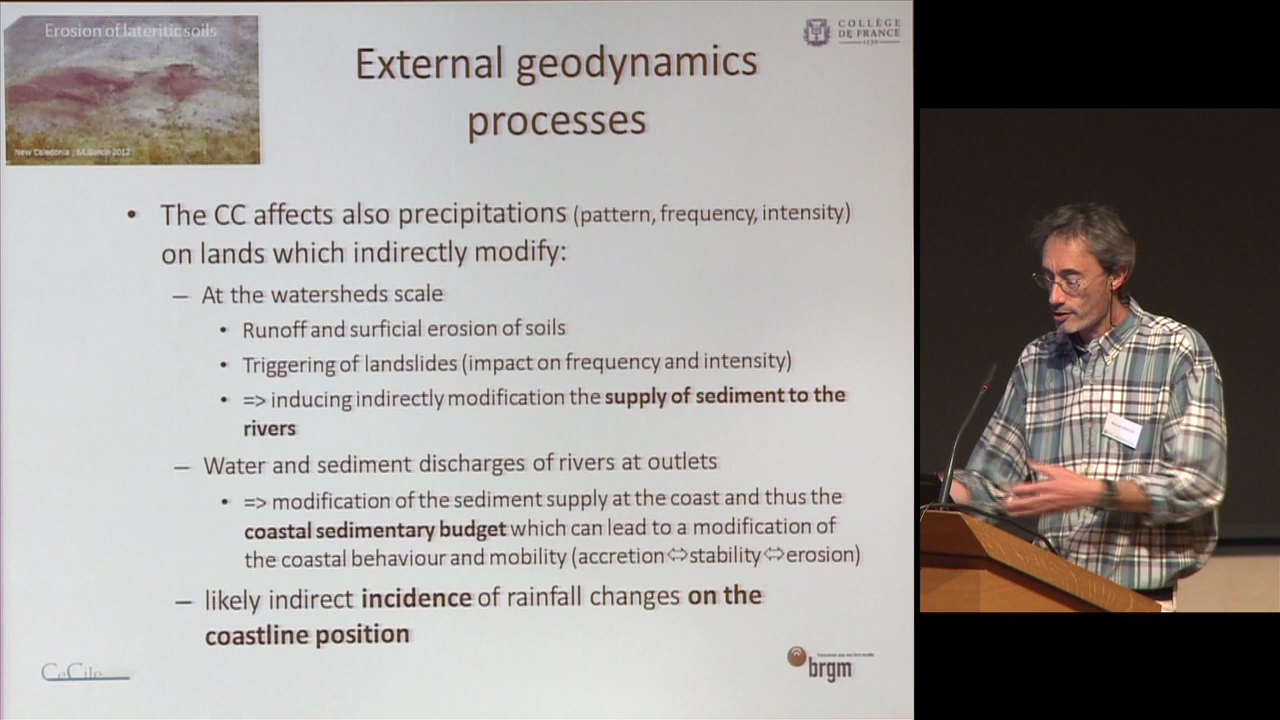 Erosion of lateritic soils
New Caledonia ; M.Garcin 2012
COLLÈGE
DE FRANCE
1530
External geodynamics
processes
• The CC affects also precipitations (pattern, frequency, intensity)
on lands which indirectly modify:
– At the watersheds scale
• Runoff and surficial erosion of soils
• Triggering of landslides (impact on frequency and intensity)
• => inducing indirectly modification the supply of sediment to the
rivers
– Water and sediment discharges of rivers at outlets
• => modification of the sediment supply at the coast and thus the
coastal sedimentary budget which can lead to a modification of
the coastal behaviour and mobility (accretion⇔stability⇔erosion)
– likely indirect incidence of rainfall changes on the
coastline position
CeCile
brgm